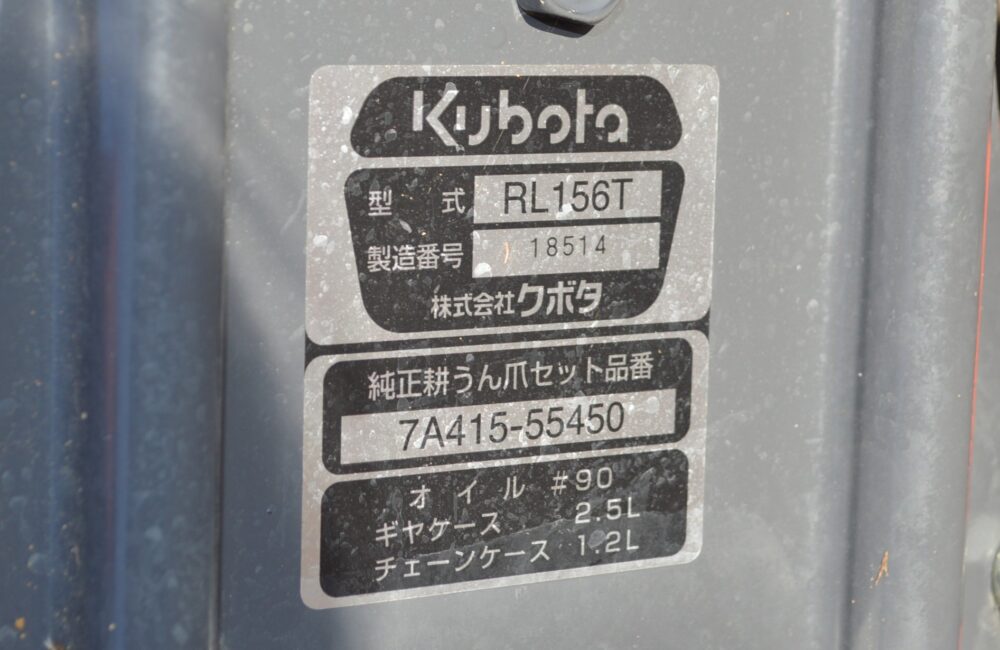 Kubota
型 式 RL156T
製造番号 18514
株式会社クボタ
純正耕うん爪セット品番
7A415-55450
オイル #90
ギヤケース 2.5L
チェーンケース 1.2L